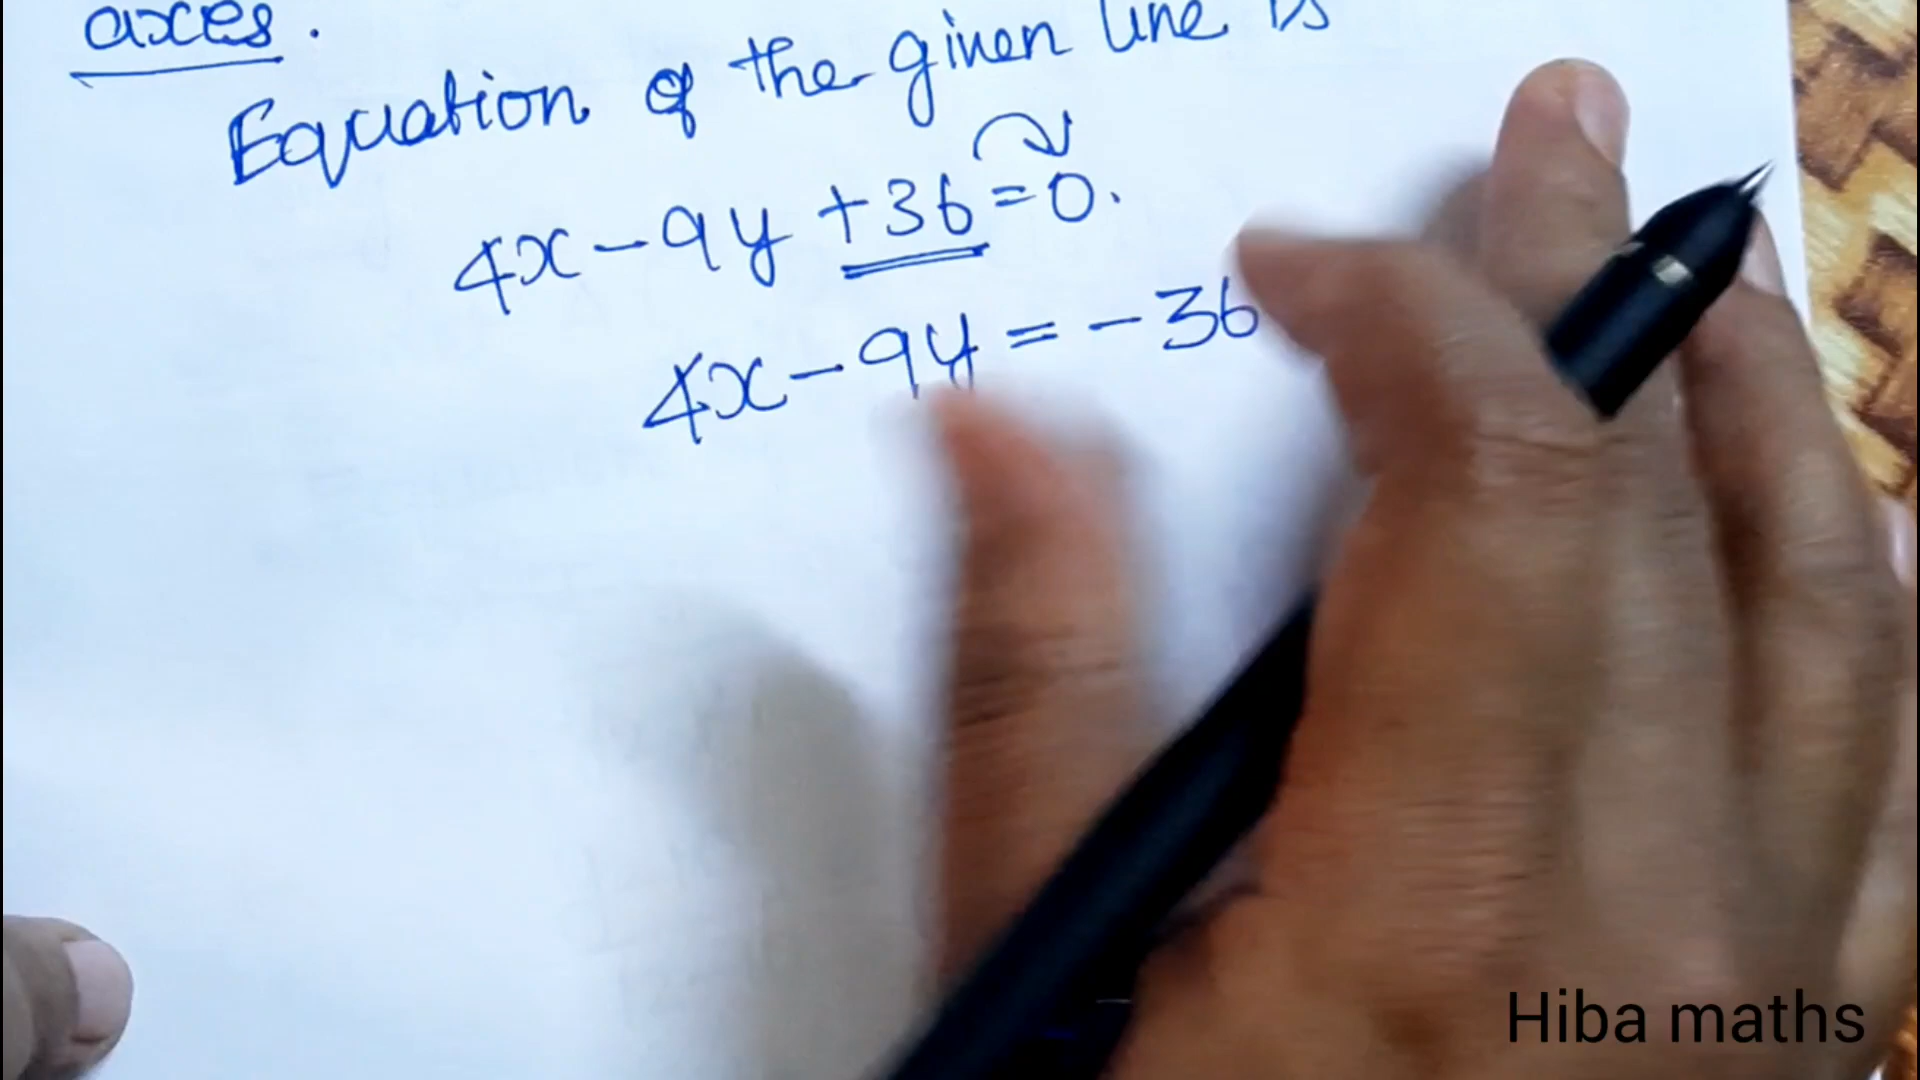 axes.
Equation of the given line is
4x - 9y + 36 = 0.
4x - 9y = -36
Hiba maths